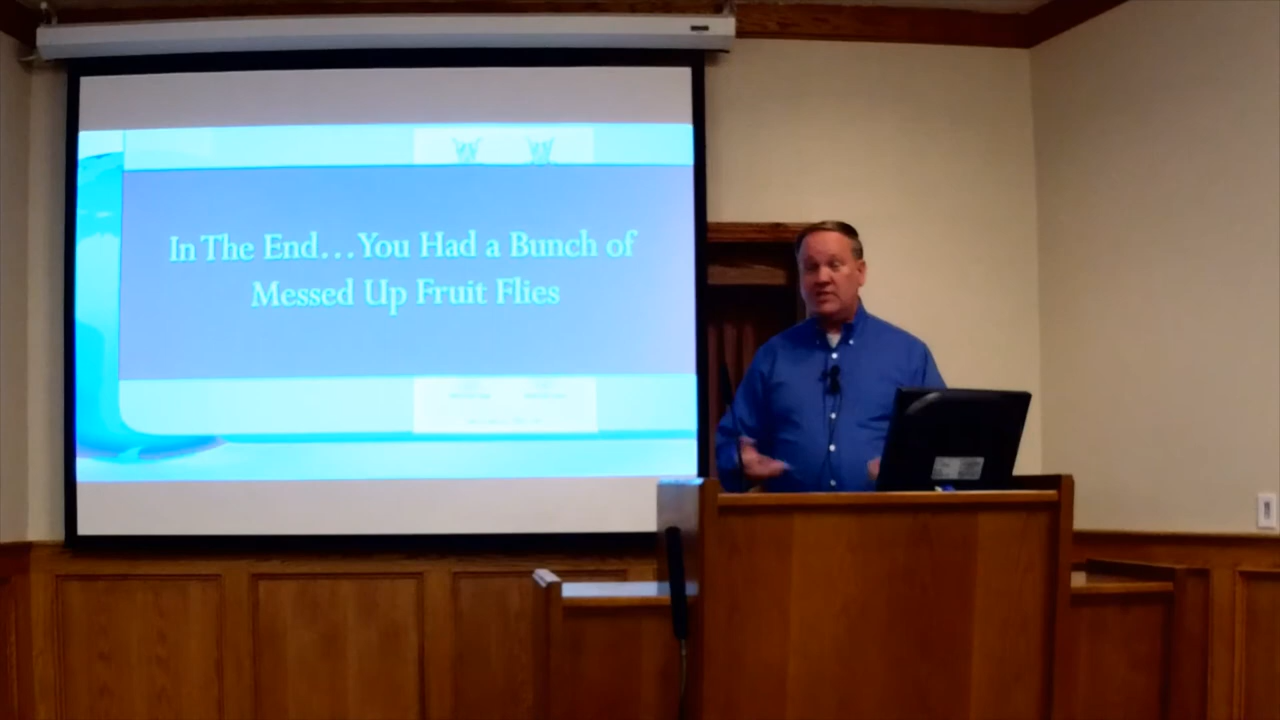 In The End...You Had a Bunch of
Messed Up Fruit Flies